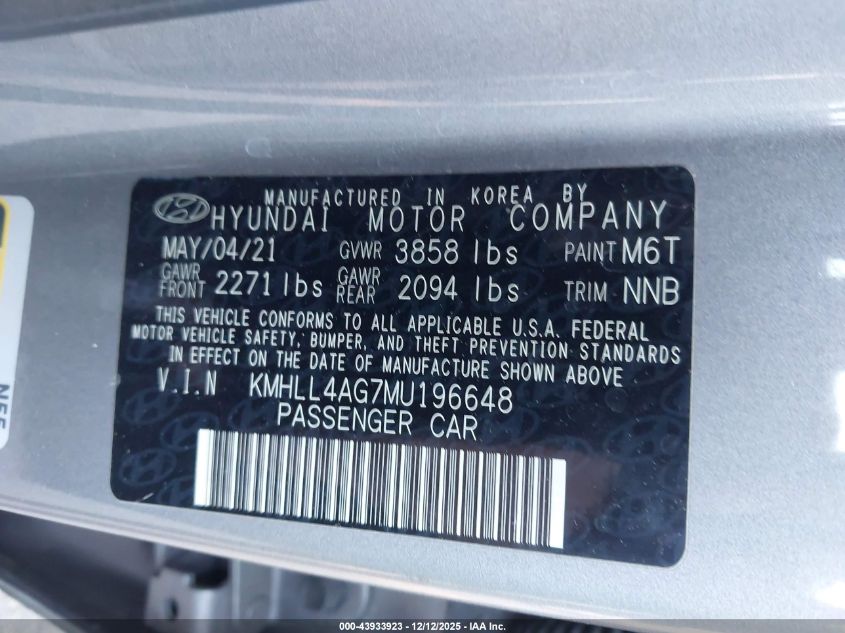 MANUFACTURED IN KOREA BY
HYUNDAI MOTOR COMPANY
MAY/04/21 GVWR 3858 lbs PAINT M6T
GAWR FRONT 2271 lbs GAWR REAR 2094 lbs TRIM NNB
THIS VEHICLE CONFORMS TO ALL APPLICABLE U.S.A. FEDERAL
MOTOR VEHICLE SAFETY, BUMPER, AND THEFT PREVENTION STANDARDS
IN EFFECT ON THE DATE OF MANUFACTURE SHOWN ABOVE
V.I.N KMHLL4AG7MU196648
PASSENGER CAR
000-43933923 - 12/12/2025 - IAA Inc.